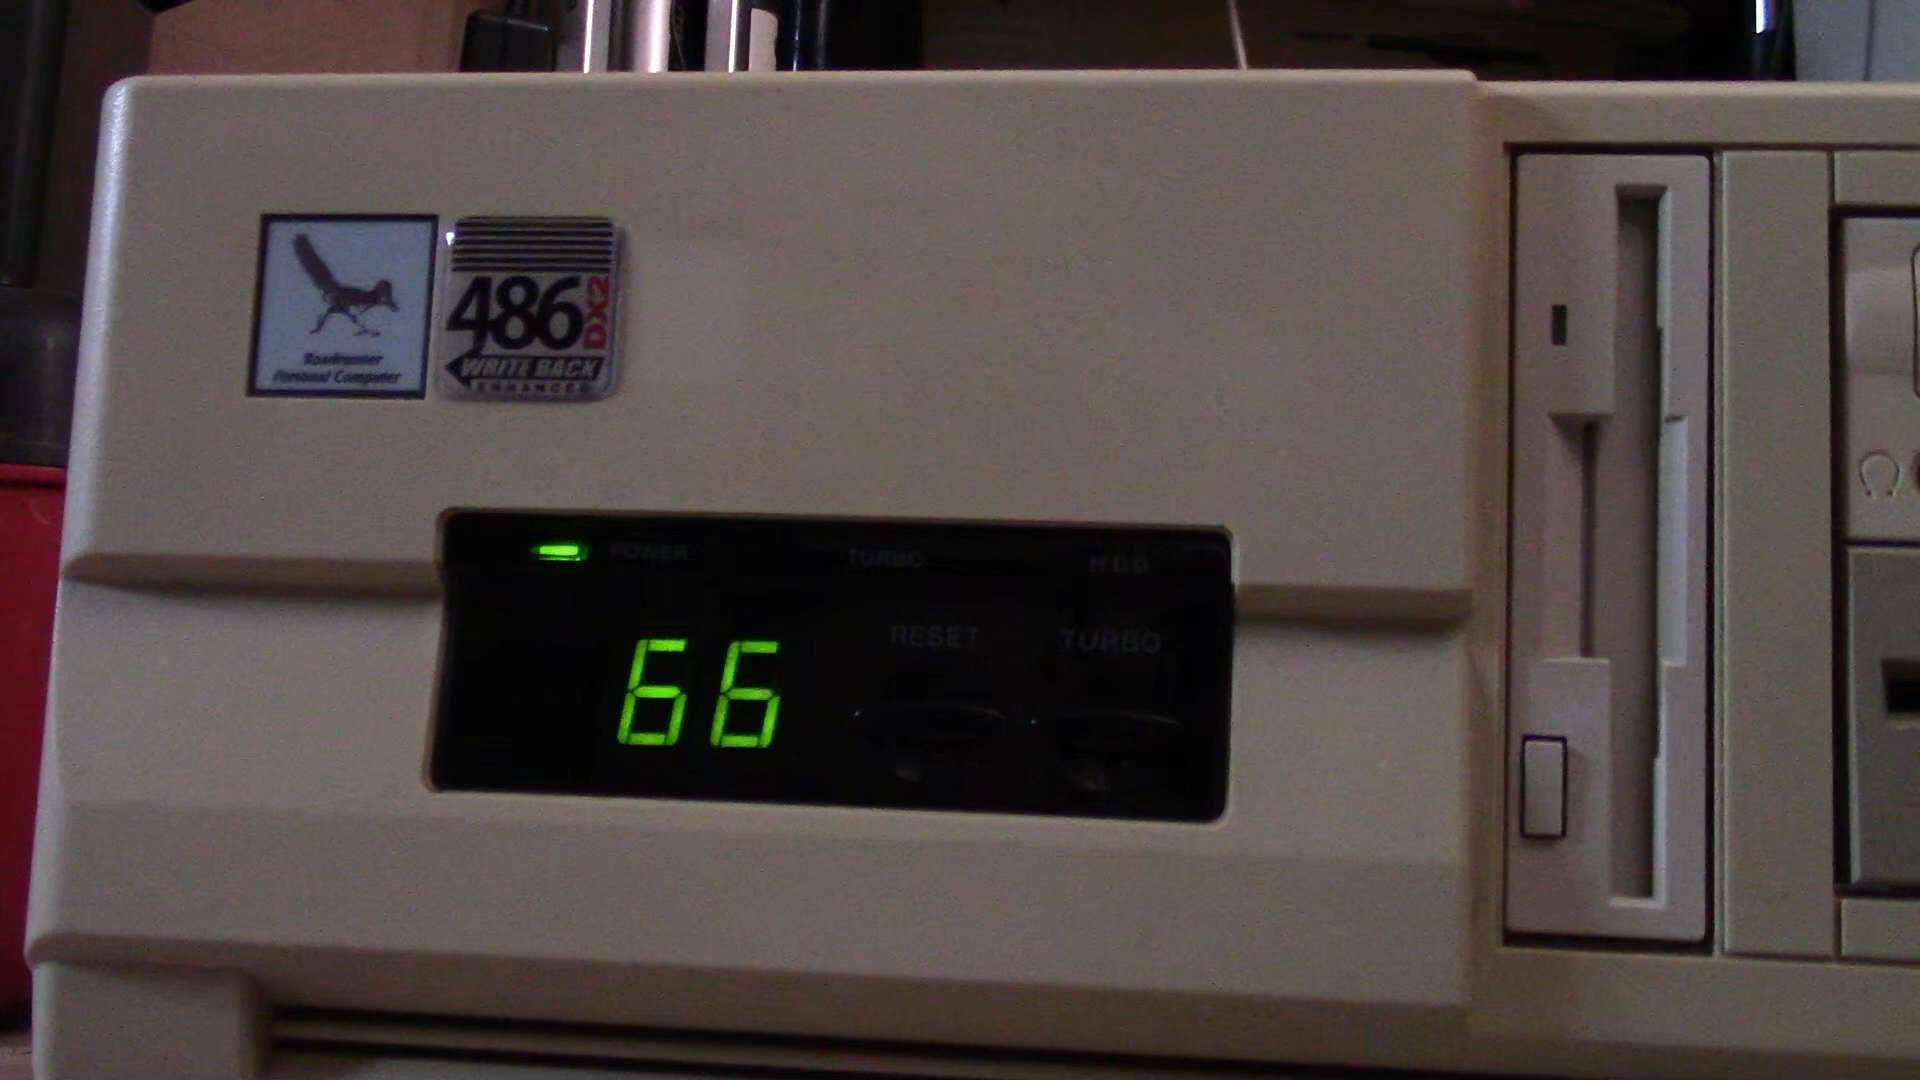 Roadrunner
Personal Computer
486
DX2
WRITE BACK
ENHANCED
POWER
TURBO
H.D.D
RESET
TURBO
66